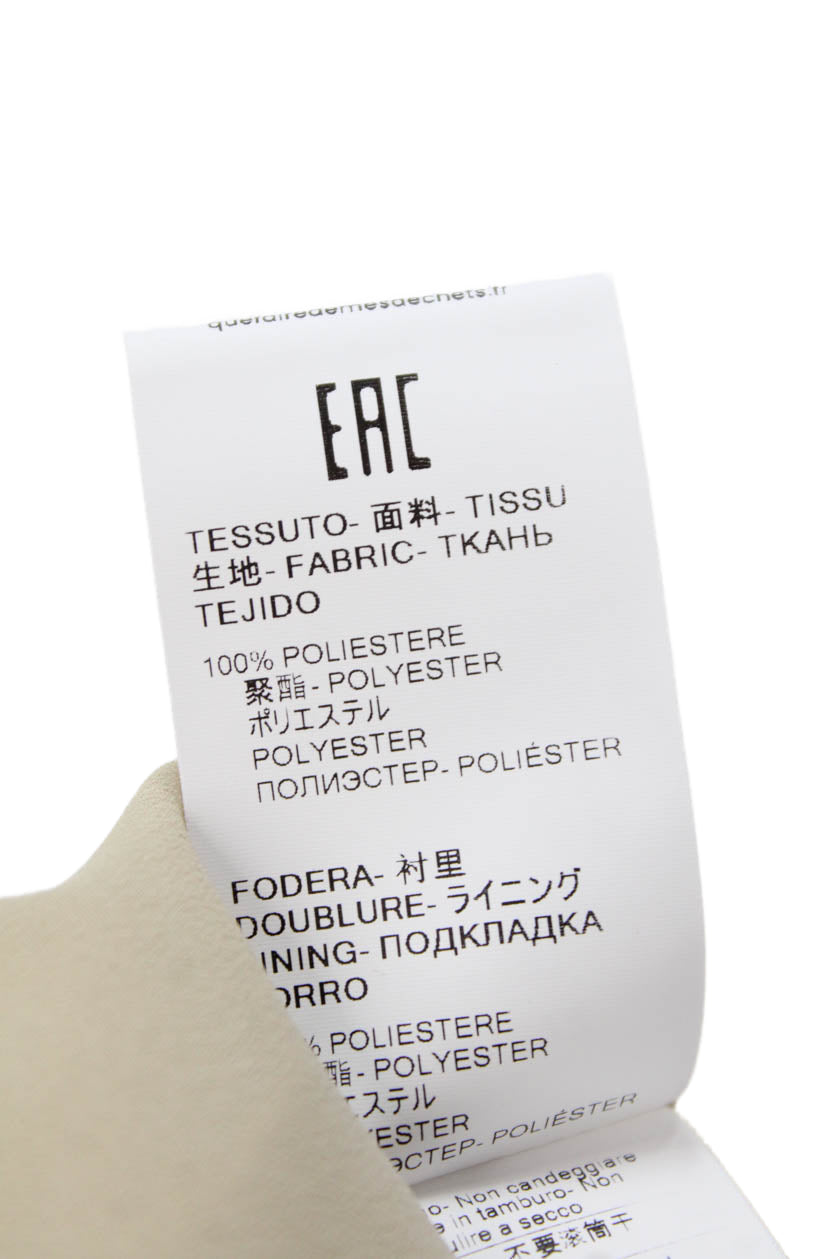 quefairedemesdechets.fr
EAC
TESSUTO- 面料- TISSU
生地- FABRIC- ТКАНЬ
TEJIDO
100% POLIESTERE
聚酯- POLYESTER
ポリエステル
POLYESTER
ПОЛИЭСТЕР- POLIÉSTER
FODERA- 衬里
DOUBLURE- ライニング
INING- ПОДКЛАДКА
ORRO
% POLIESTERE
酯- POLYESTER
エステル
YESTER
ЭСТЕР- POLIÉSTER
o- Non candeggiare
e in tamburo- Non
ulire a secco
不要滚筒干